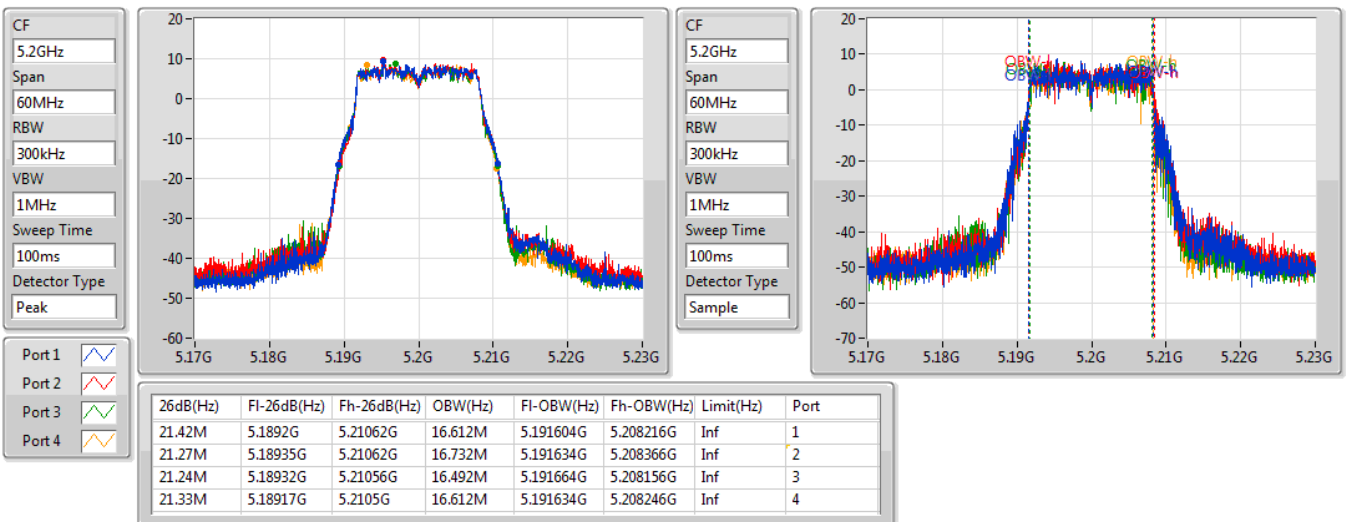 CF
5.2GHz
Span
60MHz
RBW
300kHz
VBW
1MHz
Sweep Time
100ms
Detector Type
Peak
20
10
0
-10
-20
-30
-40
-50
-60
5.17G 5.18G 5.19G 5.2G 5.21G 5.22G 5.23G
CF
5.2GHz
Span
60MHz
RBW
300kHz
VBW
1MHz
Sweep Time
100ms
Detector Type
Sample
20
10
0
-10
-20
-30
-40
-50
-60
-70
OBW-h
5.17G 5.18G 5.19G 5.2G 5.21G 5.22G 5.23G
Port 1
Port 2
Port 3
Port 4
26dB(Hz) Fl-26dB(Hz) Fh-26dB(Hz) OBW(Hz) Fl-OBW(Hz) Fh-OBW(Hz) Limit(Hz) Port
21.42M 5.1892G 5.21062G 16.612M 5.191604G 5.208216G Inf 1
21.27M 5.18935G 5.21062G 16.732M 5.191634G 5.208366G Inf 2
21.24M 5.18932G 5.21056G 16.492M 5.191664G 5.208156G Inf 3
21.33M 5.18917G 5.2105G 16.612M 5.191634G 5.208246G Inf 4